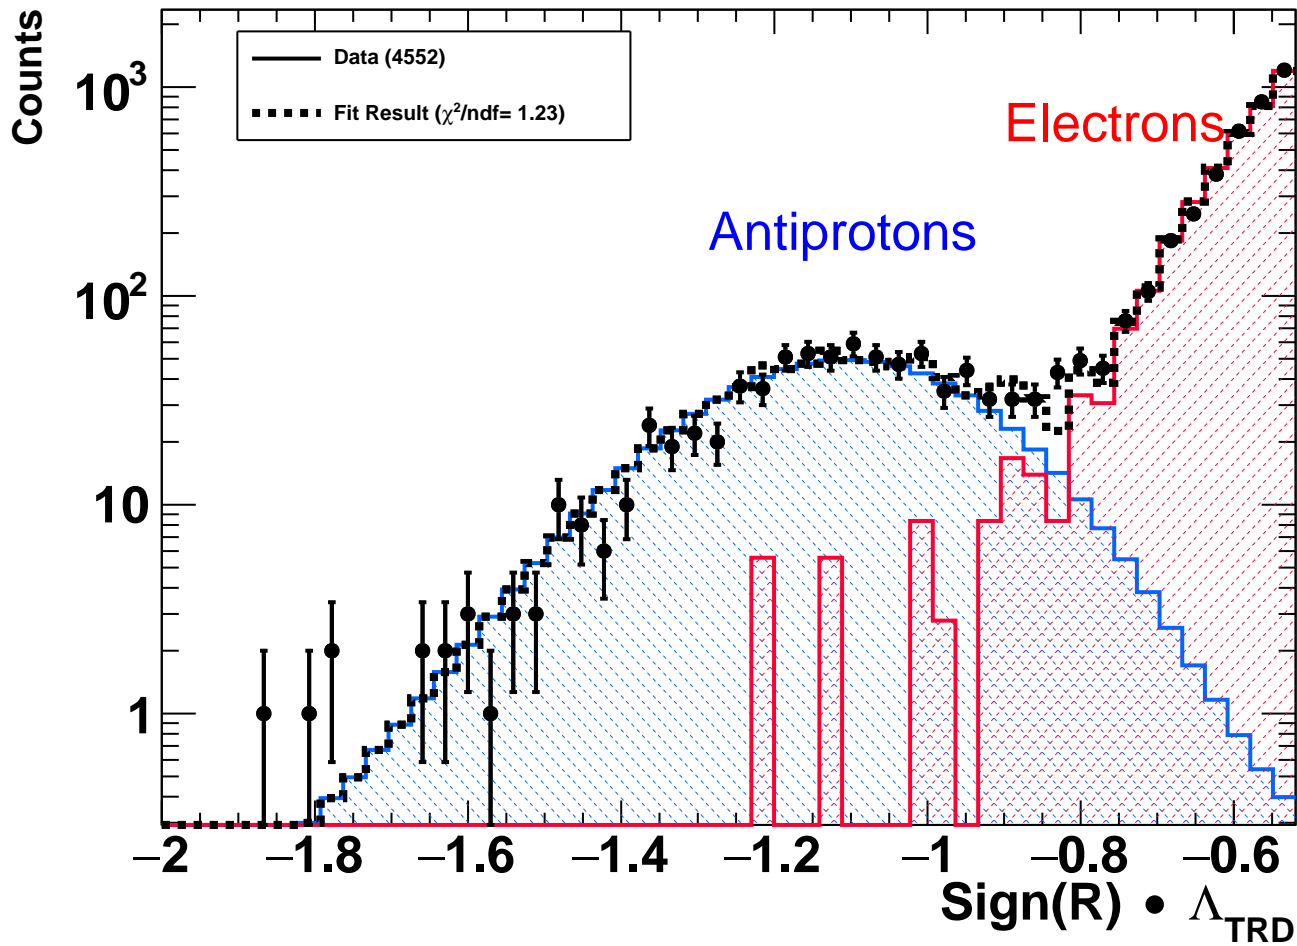 Counts
Data (4552)
Fit Result (χ²/ndf= 1.23)
Electrons
Antiprotons
10³
10²
10
1
−2 −1.8 −1.6 −1.4 −1.2 −1 −0.8 −0.6
Sign(R) • Λ_TRD